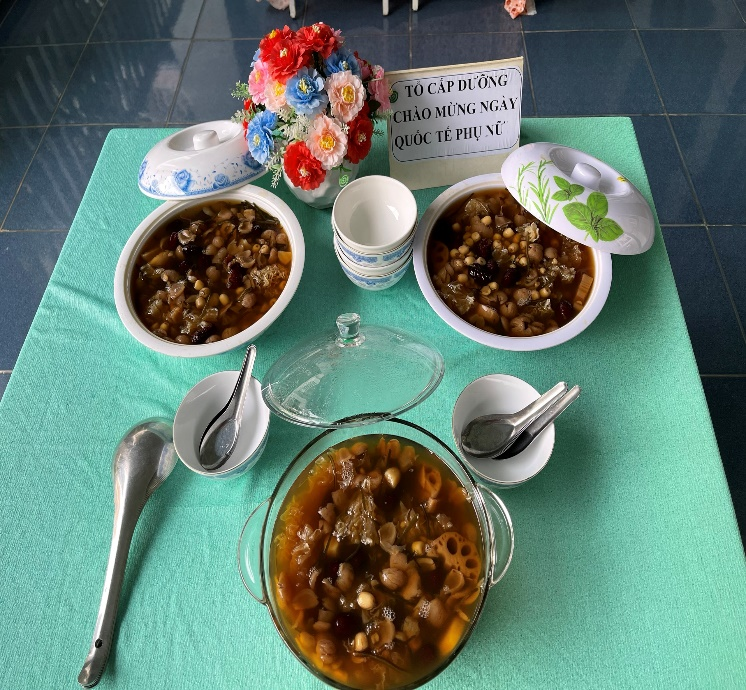 TỔ CẤP DƯỠNG
CHÀO MỪNG NGÀY
QUỐC TẾ PHỤ NỮ